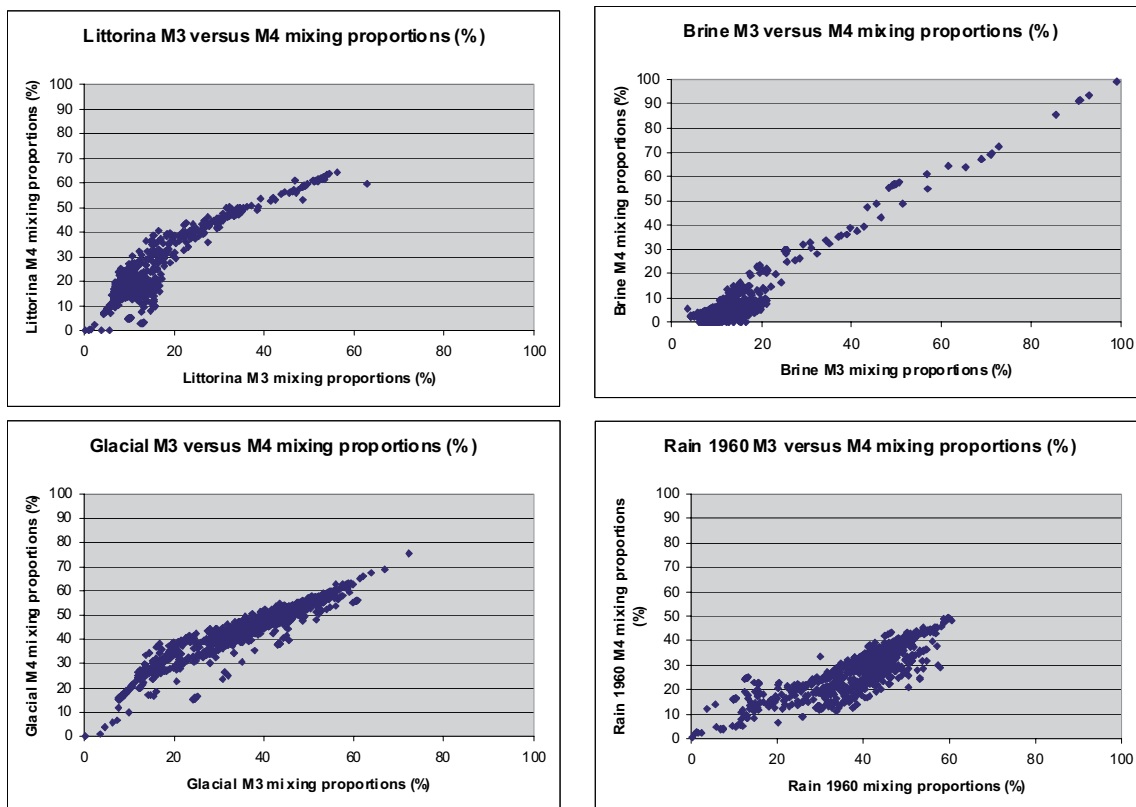 Littorina M3 versus M4 mixing proportions (%)
Littorina M4 mixing proportions (%)
100
90
80
70
60
50
40
30
20
10
0
0 20 40 60 80 100
Littorina M3 mixing proportions (%)
Brine M3 versus M4 mixing proportions (%)
Brine M4 mixing proportions (%)
100
90
80
70
60
50
40
30
20
10
0
0 20 40 60 80 100
Brine M3 mixing proportions (%)
Glacial M3 versus M4 mixing proportions (%)
Glacial M4 mixing proportions (%)
100
90
80
70
60
50
40
30
20
10
0
0 20 40 60 80 100
Glacial M3 mixing proportions (%)
Rain 1960 M3 versus M4 mixing proportions (%)
Rain 1960 M4 mixing proportions
(%)
100
90
80
70
60
50
40
30
20
10
0
0 20 40 60 80 100
Rain 1960 mixing proportions (%)